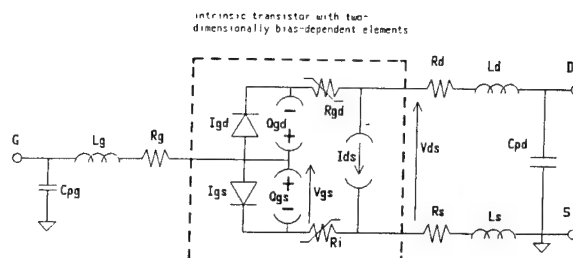 intrinsic transistor with two-
dimensionally bias-dependent elements
Rd
Ld
D
Rgd
Igd
Qgd
G
Lg
Rg
Ids
Vds
Cpd
Cpg
Igs
Qgs
Vgs
Rs
Ls
S
Ri